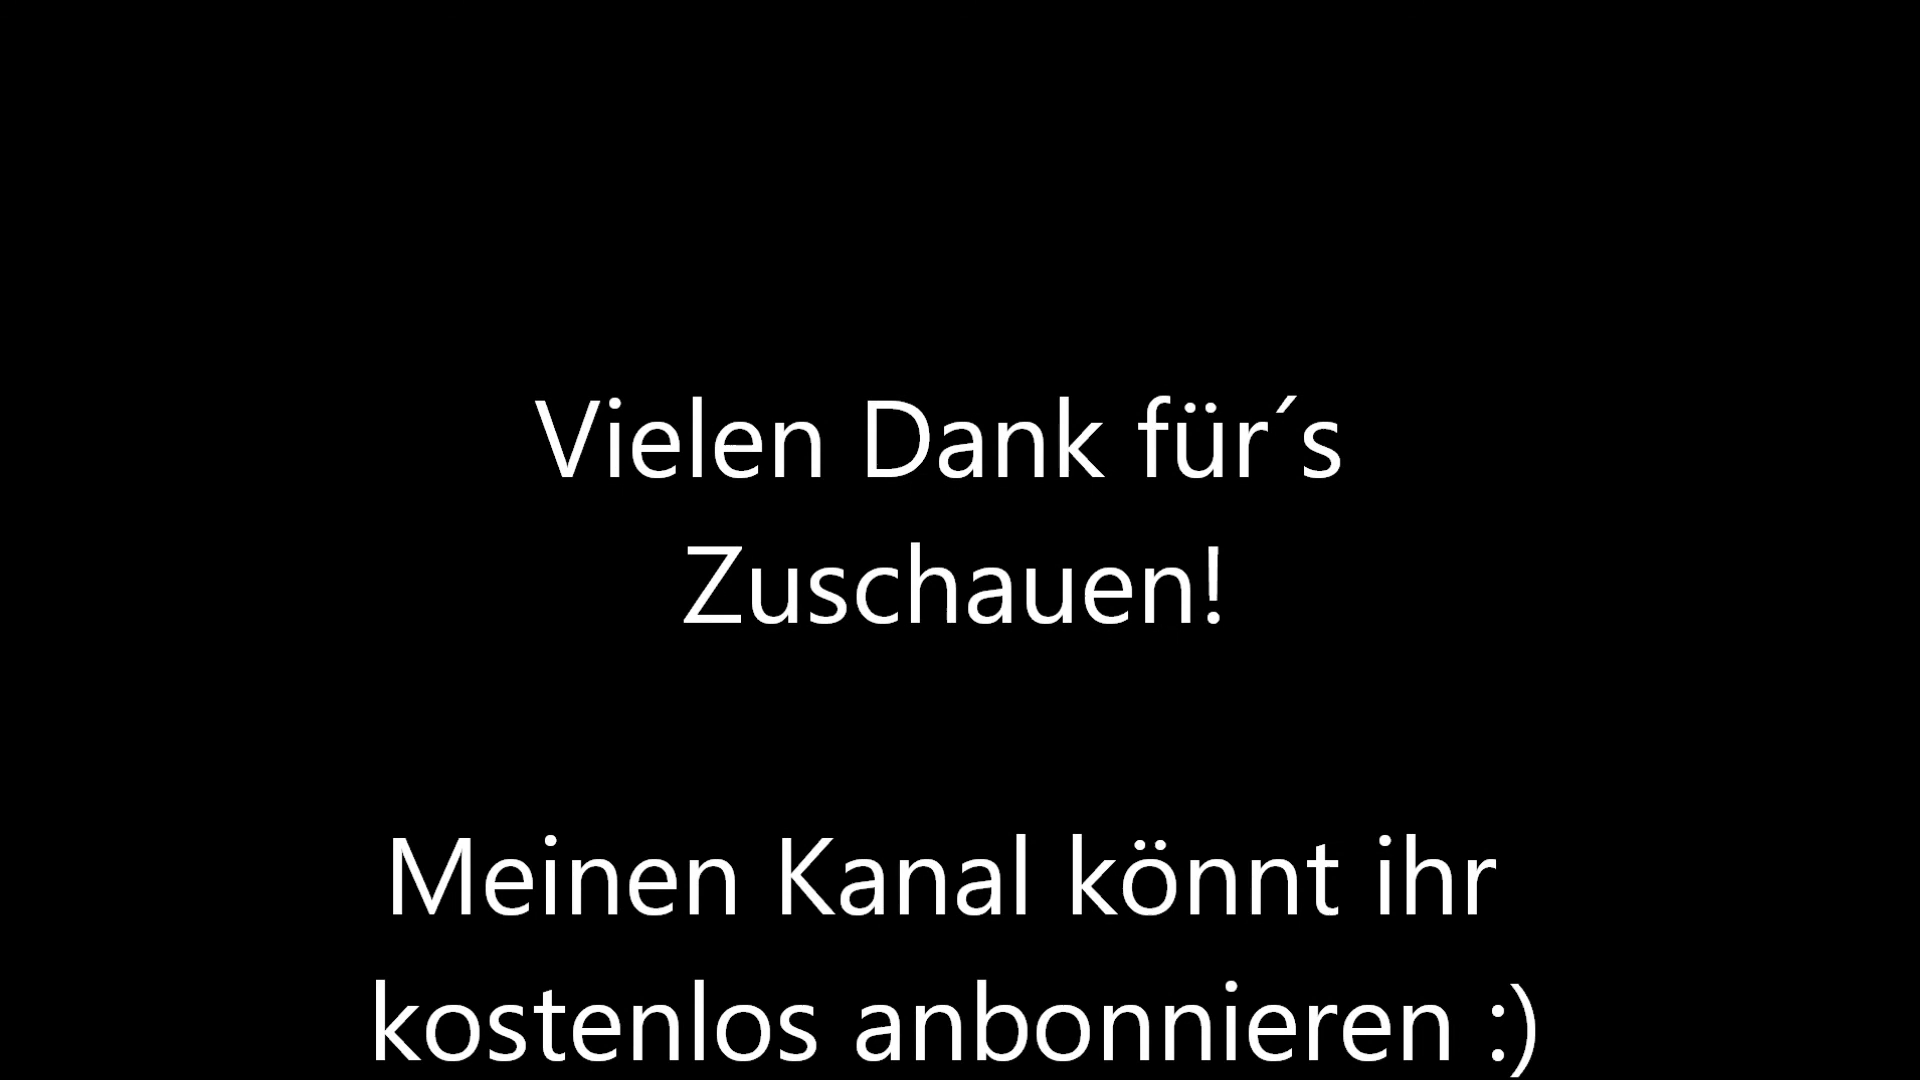 Vielen Dank für´s
Zuschauen!
Meinen Kanal könnt ihr
kostenlos anbonnieren :)